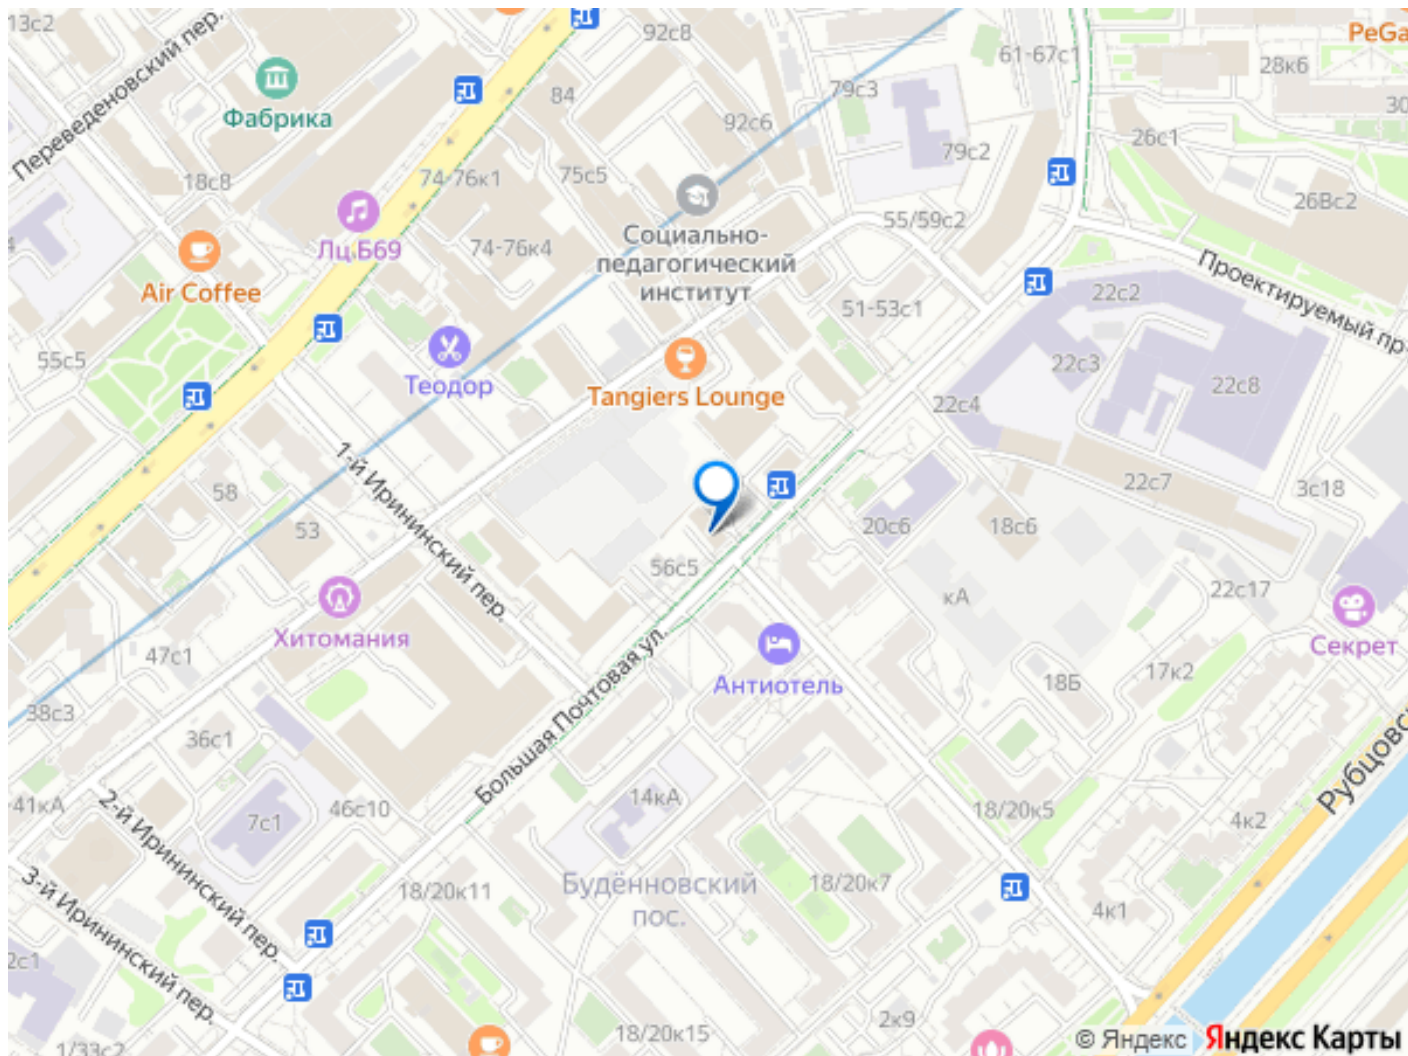 13с2
92с8
61-67с1
PeGa
28к6
Переведеновский пер.
Фабрика
84
79с3
30
92с6
26с1
79с2
18с8
74-76к1
75с5
26Вс2
Лц Б69
74-76к4
Социально-
педагогический
институт
55/59с2
Проектируемый пр-
Air Coffee
22с2
51-53с1
55с5
Теодор
Tangiers Lounge
22с3
22с8
22с4
1-й Ирининский пер.
58
22с7
3с18
53
20с6
18с6
56с5
22с17
кА
Хитомания
Секрет
47с1
Антиотель
17к2
18Б
38с3
36с1
Большая Почтовая ул.
Рубцовс
41кА
2-й Ирининский пер.
7с1
46с10
14кА
18/20к5
4к2
3-й Ирининский пер.
18/20к11
Будённовский
пос.
18/20к7
4к1
2с1
18/20к15
2к9
1/33с2
© Яндекс Яндекс Карты